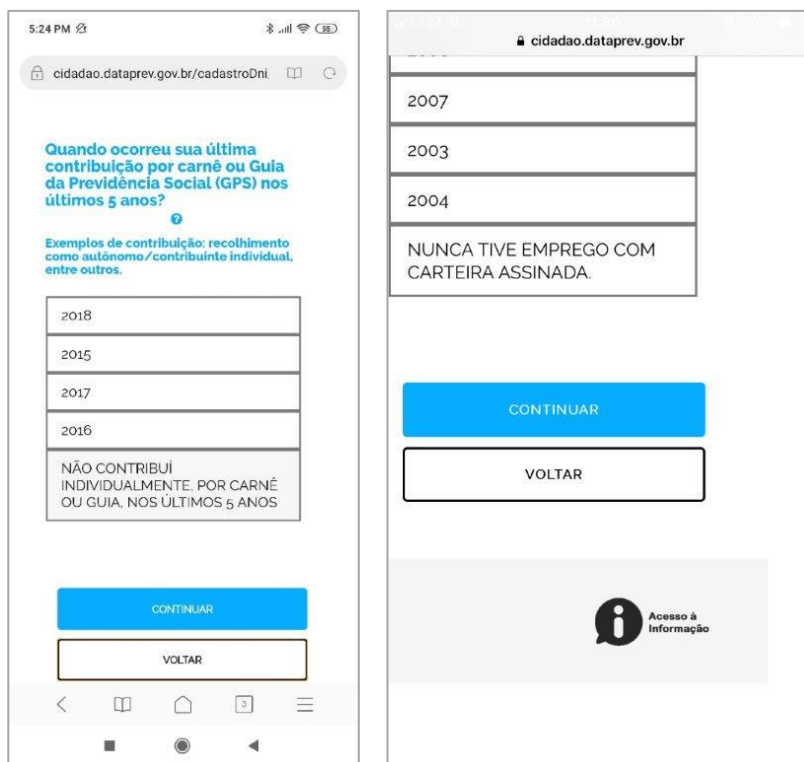 5:24 PM
55
cidadao.dataprev.gov.br/cadastroDni
Quando ocorreu sua última
contribuição por carnê ou Guia
da Previdência Social (GPS) nos
últimos 5 anos?
?
Exemplos de contribuição: recolhimento
como autônomo/contribuinte individual,
entre outros.
2018
2015
2017
2016
NÃO CONTRIBUÍ
INDIVIDUALMENTE, POR CARNÊ
OU GUIA, NOS ÚLTIMOS 5 ANOS
CONTINUAR
VOLTAR
3
cidadao.dataprev.gov.br
2007
2003
2004
NUNCA TIVE EMPREGO COM
CARTEIRA ASSINADA.
CONTINUAR
VOLTAR
Acesso à
Informação